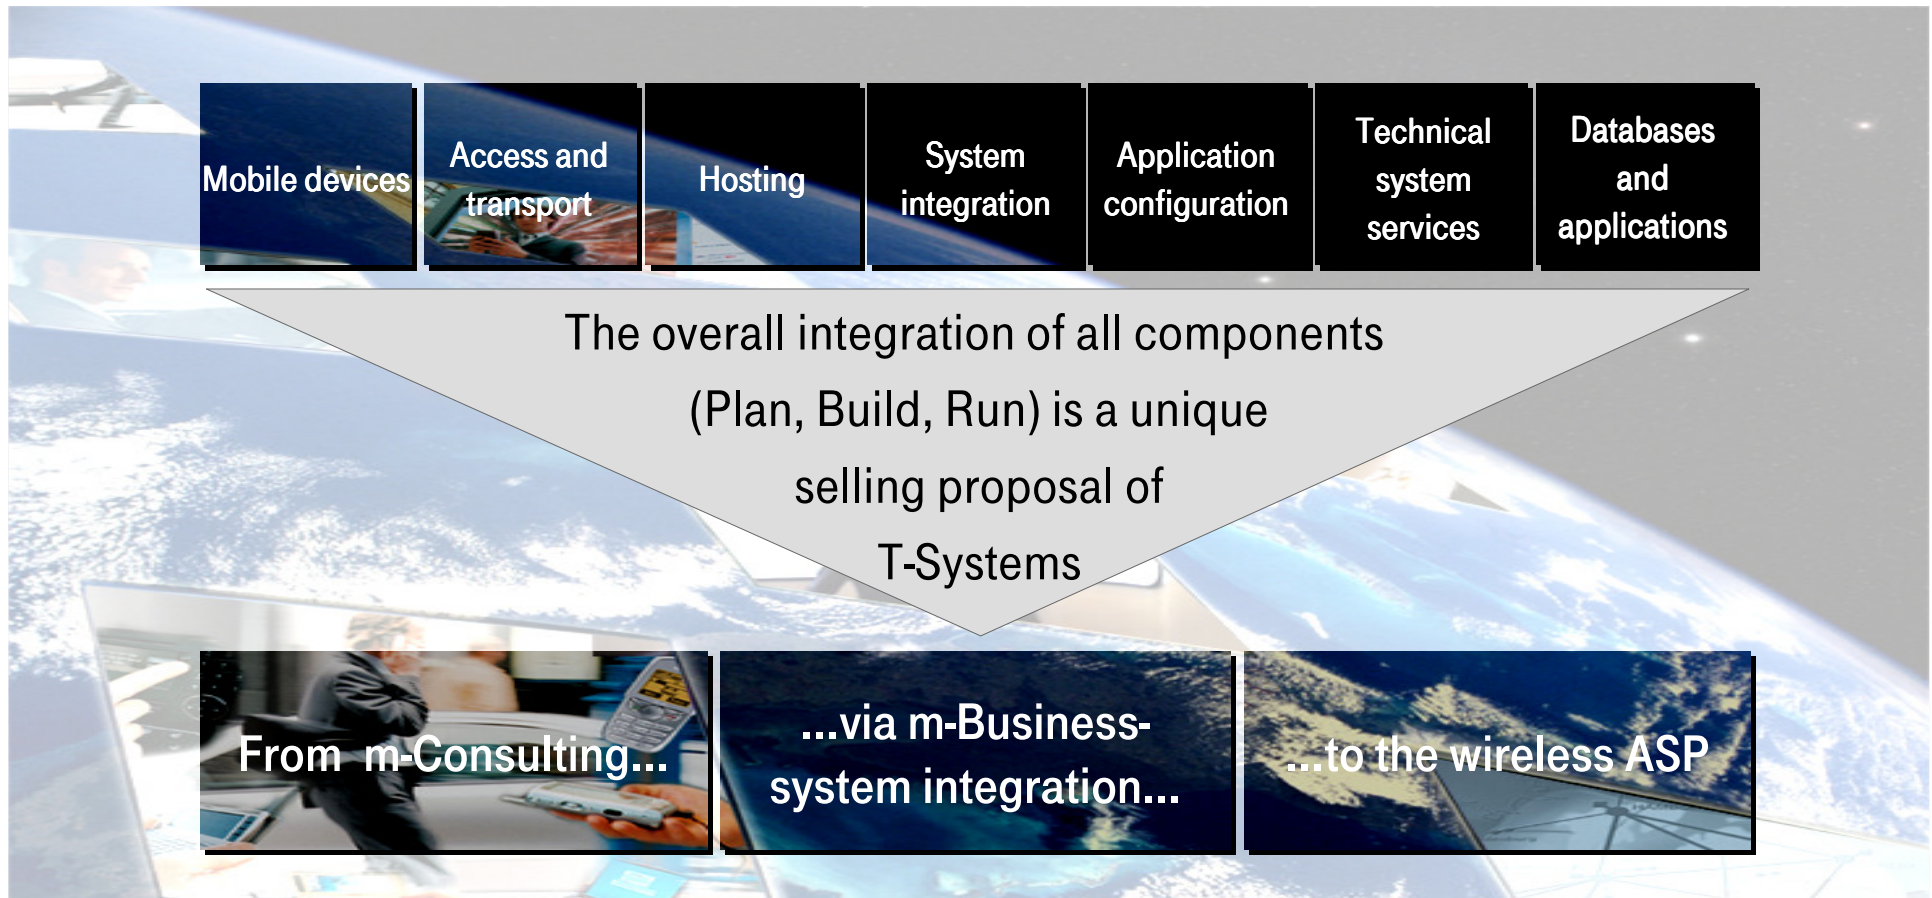 Mobile devices
Access and
transport
Hosting
System
integration
Application
configuration
Technical
system
services
Databases
and
applications
The overall integration of all components
(Plan, Build, Run) is a unique
selling proposal of
T-Systems
From m-Consulting...
...via m-Business-
system integration...
...to the wireless ASP